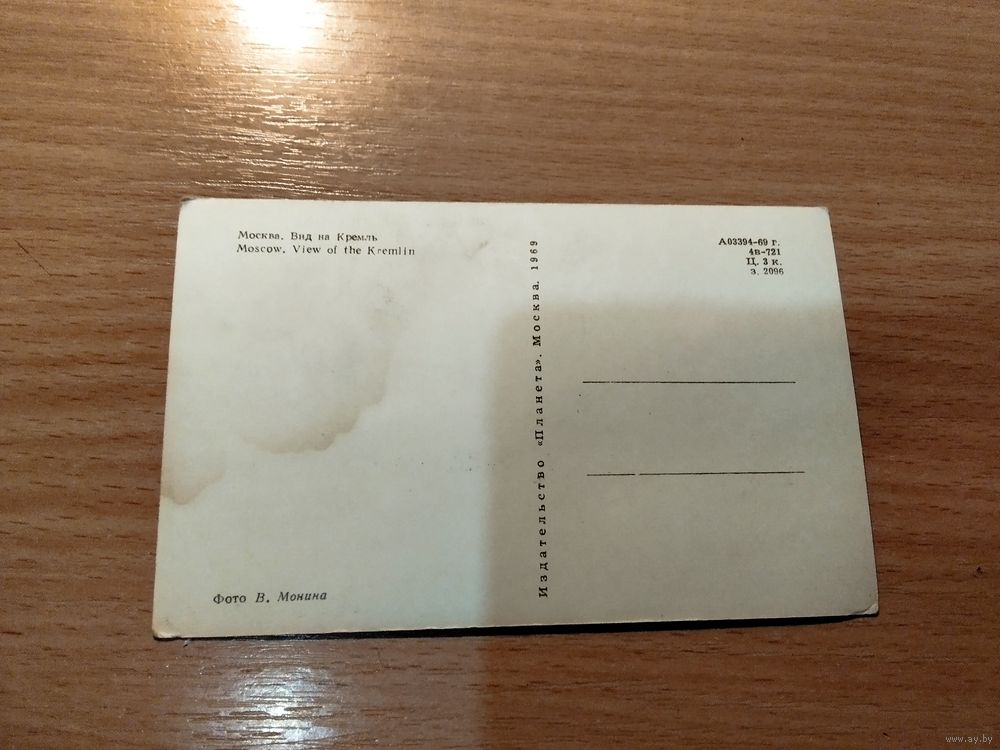 Москва. Вид на Кремль
Moscow. View of the Kremlin
Фото В. Монина
Издательство «Планета». Москва. 1969
А03394-69 г.
4в-721
Ц. 3 к.
з. 2096
www.ay.by